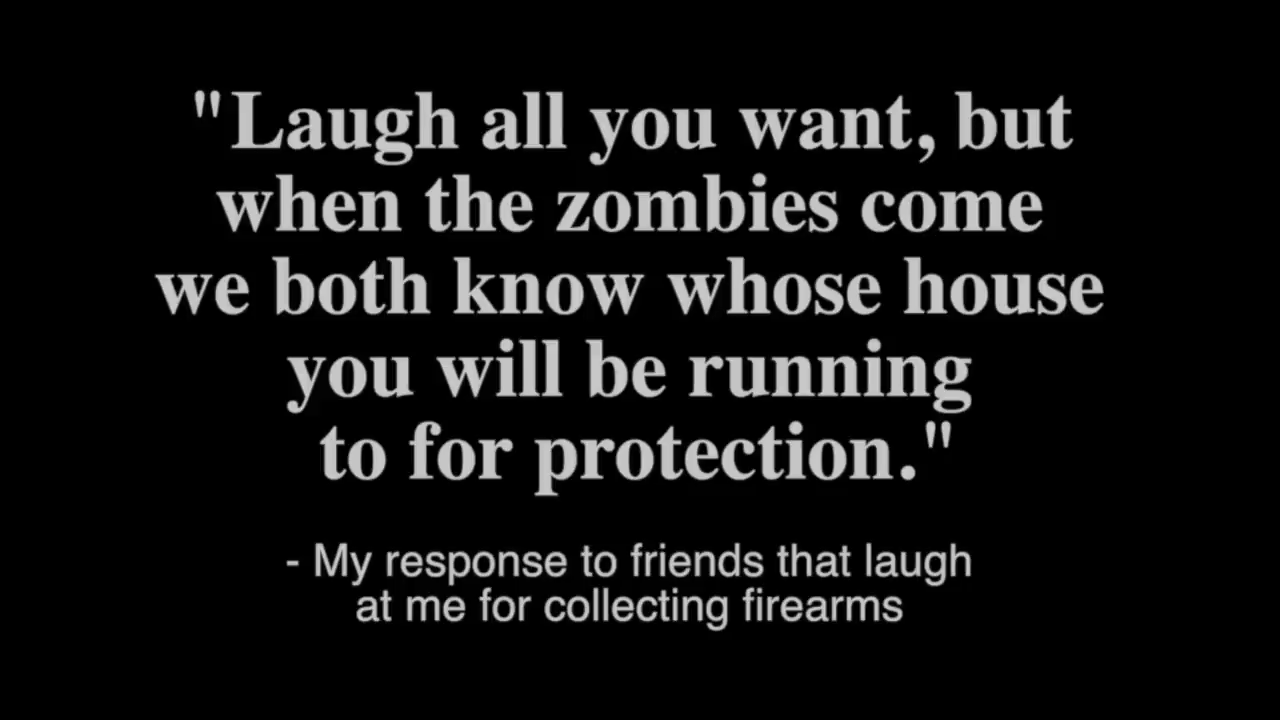 "Laugh all you want, but
when the zombies come
we both know whose house
you will be running
to for protection."
- My response to friends that laugh
at me for collecting firearms